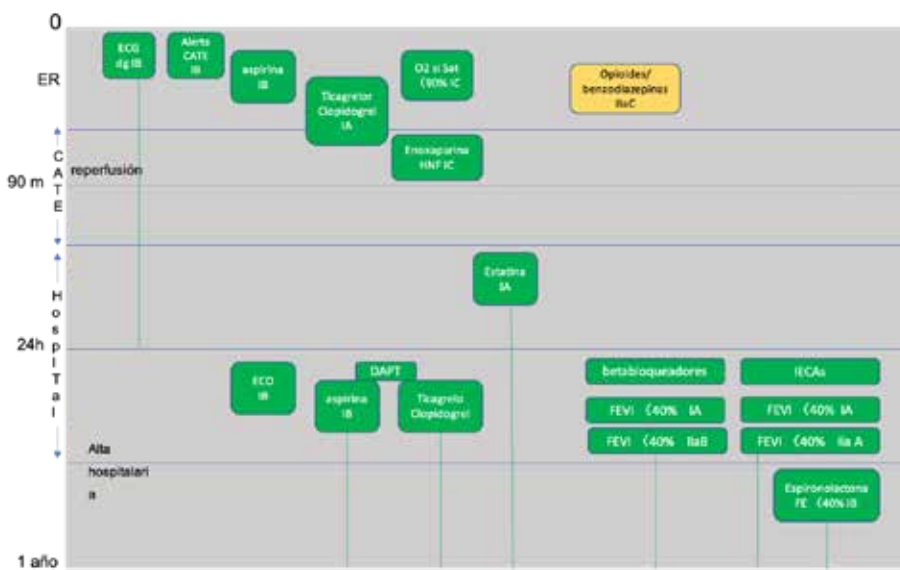 0
ER
CATE
reperfusión
90 m
HospITal
24h
Alta
hospitalari
a
1 año
ECG
dg IB
Alerta
CATE
IB
aspirina
IB
Ticagrelor
Clopidogrel
IA
O2 si Sat
(90% IC
Enoxaparina
HNF IC
Opioides/
benzodiazepinas
IIaC
Estatina
IA
ECO
IB
DAPT
aspirina
IB
Ticagrelo
Clopidogrel
betabloqueadores
FEVI (40% IA
FEVI (40% IIaB
IECAs
FEVI (40% IA
FEVI (40% IIa A
Espironolactona
FE (40% IB